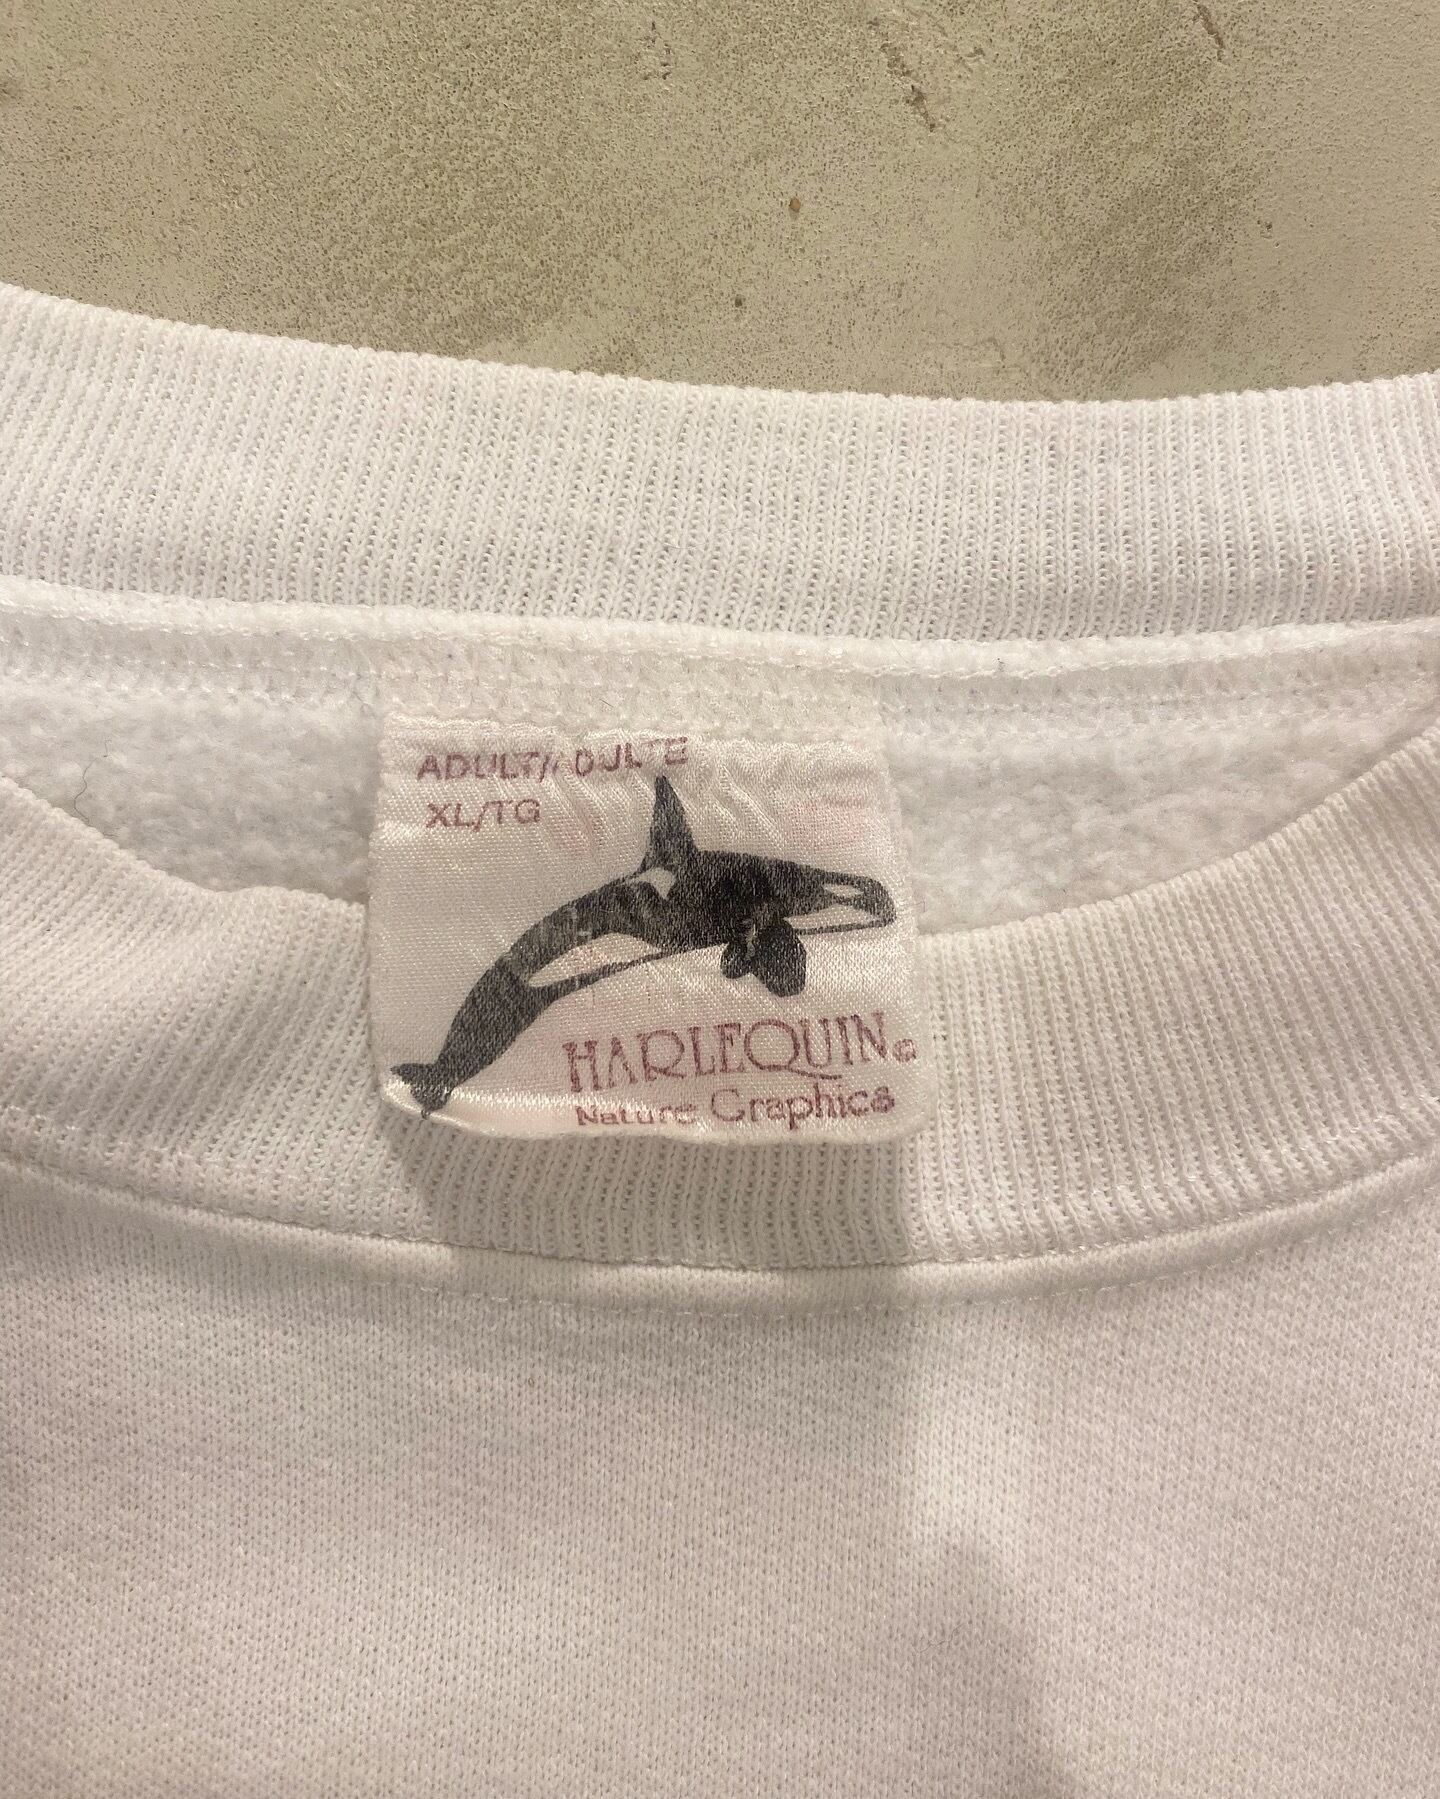 ADULT/ADULTE
XL/TG
HARLEQUIN©
Nature Graphics